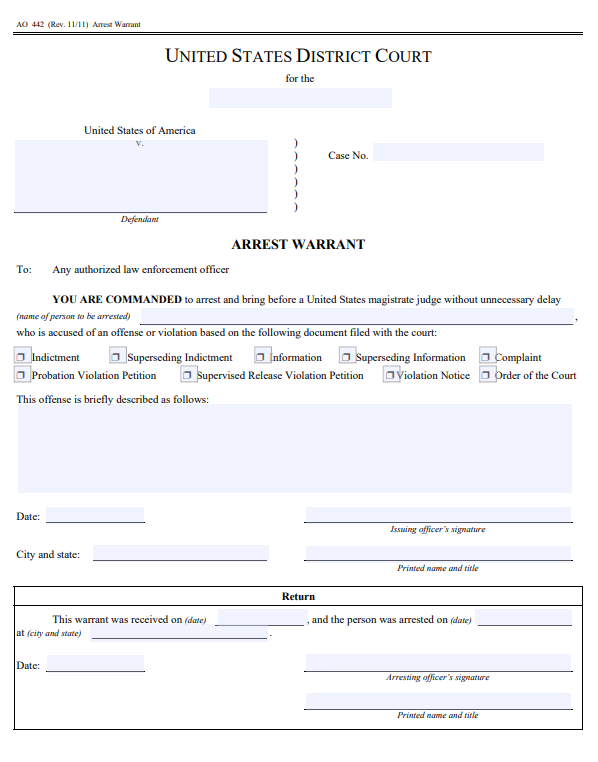 AO 442 (Rev. 11/11) Arrest Warrant
UNITED STATES DISTRICT COURT
for the
United States of America
v.
)
)
)
)
)
)
Case No.
Defendant
ARREST WARRANT
To: Any authorized law enforcement officer
YOU ARE COMMANDED to arrest and bring before a United States magistrate judge without unnecessary delay
(name of person to be arrested) ,
who is accused of an offense or violation based on the following document filed with the court:
Indictment Superseding Indictment Information Superseding Information Complaint
Probation Violation Petition Supervised Release Violation Petition Violation Notice Order of the Court
This offense is briefly described as follows:
Date:
Issuing officer's signature
City and state:
Printed name and title
Return
This warrant was received on (date) , and the person was arrested on (date)
at (city and state) .
Date:
Arresting officer's signature
Printed name and title